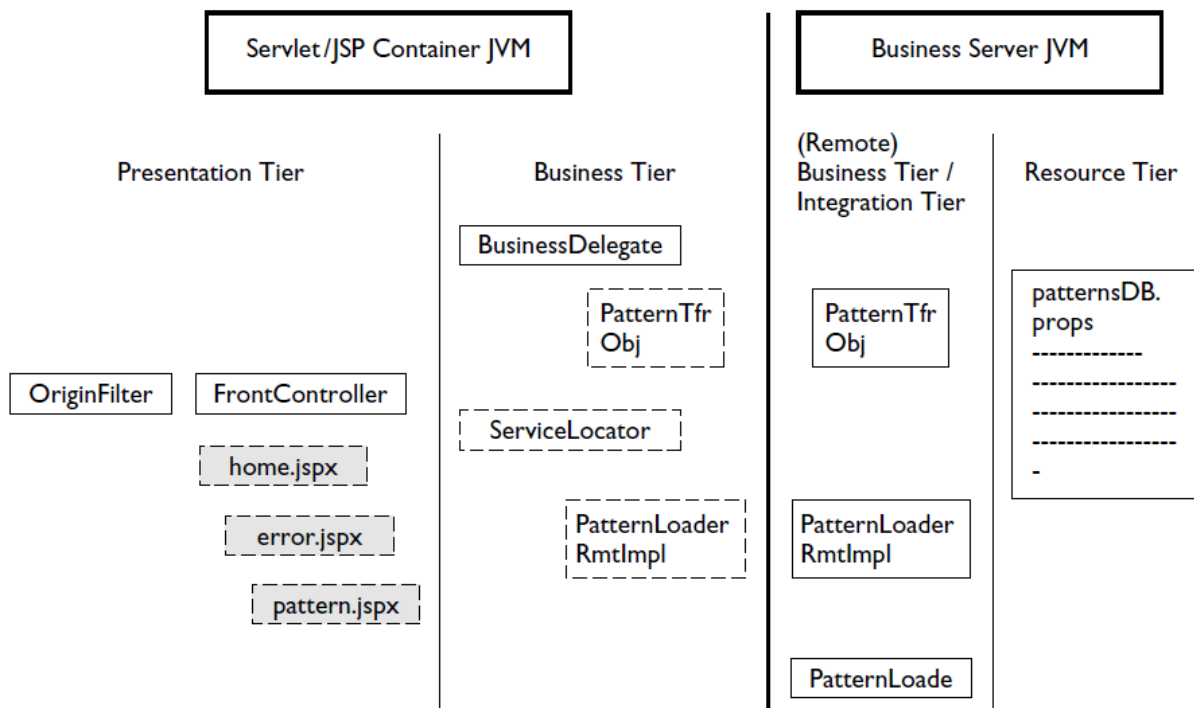 Servlet/JSP Container JVM
Business Server JVM
Presentation Tier
Business Tier
(Remote)
Business Tier /
Integration Tier
Resource Tier
BusinessDelegate
PatternTfr
Obj
PatternTfr
Obj
patternsDB.
props
-------------
------------------
------------------
------------------
-
OriginFilter
FrontController
ServiceLocator
home.jspx
error.jspx
pattern.jspx
PatternLoader
RmtImpl
PatternLoader
RmtImpl
PatternLoade